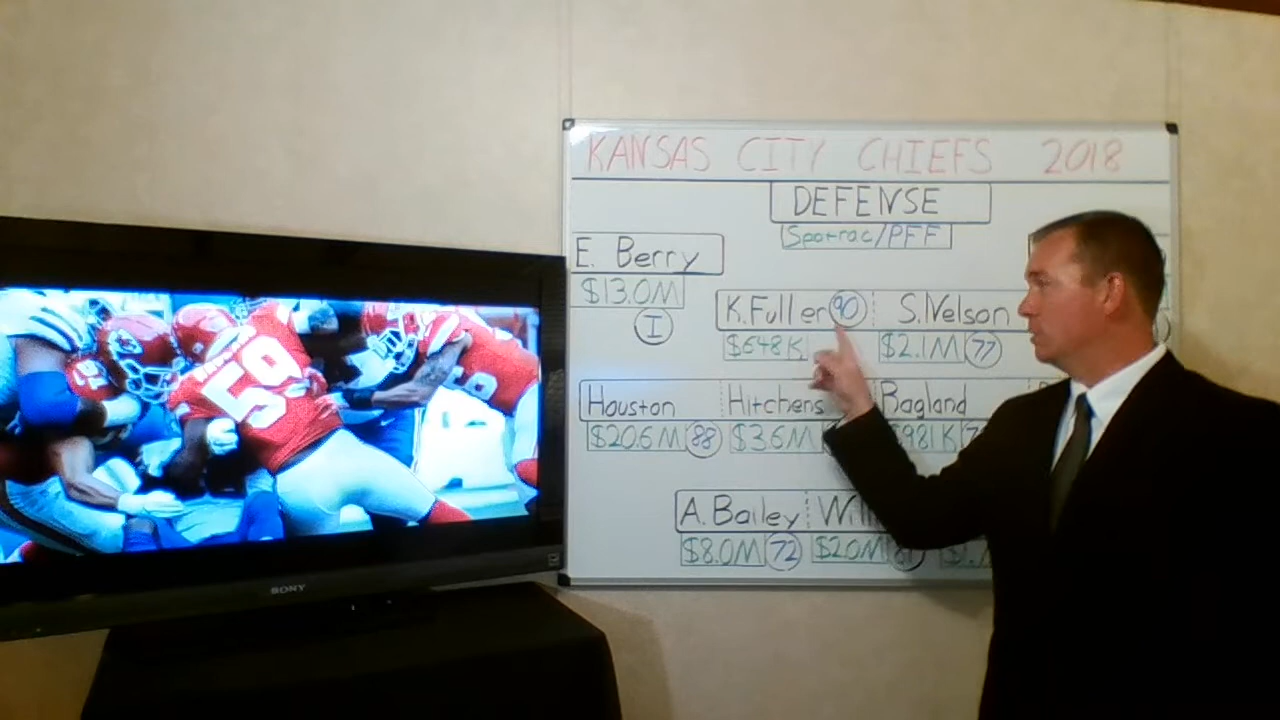 KANSAS CITY CHIEFS 2018
DEFENSE
Spotrac/PFF
E. Berry
$13.0M
I
K. Fuller 90 S. Nelson
$648K $2.1M 77
Houston Hitchens Ragland
$20.6M 88 $3.6M $981K
A. Bailey
$8.0M 72 $2.0M
59
SONY